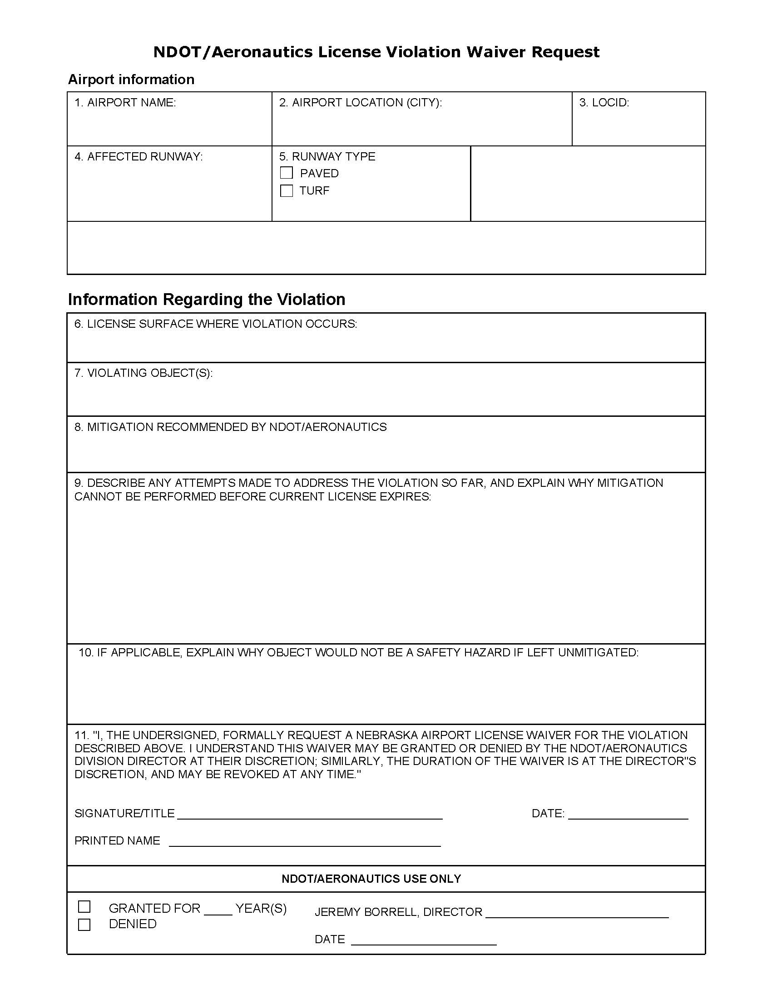 NDOT/Aeronautics License Violation Waiver Request
Airport information
1. AIRPORT NAME:
2. AIRPORT LOCATION (CITY):
3. LOCID:
4. AFFECTED RUNWAY:
5. RUNWAY TYPE
PAVED
TURF
Information Regarding the Violation
6. LICENSE SURFACE WHERE VIOLATION OCCURS:
7. VIOLATING OBJECT(S):
8. MITIGATION RECOMMENDED BY NDOT/AERONAUTICS
9. DESCRIBE ANY ATTEMPTS MADE TO ADDRESS THE VIOLATION SO FAR, AND EXPLAIN WHY MITIGATION
CANNOT BE PERFORMED BEFORE CURRENT LICENSE EXPIRES:
10. IF APPLICABLE, EXPLAIN WHY OBJECT WOULD NOT BE A SAFETY HAZARD IF LEFT UNMITIGATED:
11. "I, THE UNDERSIGNED, FORMALLY REQUEST A NEBRASKA AIRPORT LICENSE WAIVER FOR THE VIOLATION
DESCRIBED ABOVE. I UNDERSTAND THIS WAIVER MAY BE GRANTED OR DENIED BY THE NDOT/AERONAUTICS
DIVISION DIRECTOR AT THEIR DISCRETION; SIMILARLY, THE DURATION OF THE WAIVER IS AT THE DIRECTOR"S
DISCRETION, AND MAY BE REVOKED AT ANY TIME."
SIGNATURE/TITLE
DATE:
PRINTED NAME
NDOT/AERONAUTICS USE ONLY
GRANTED FOR ____ YEAR(S)
DENIED
JEREMY BORRELL, DIRECTOR
DATE